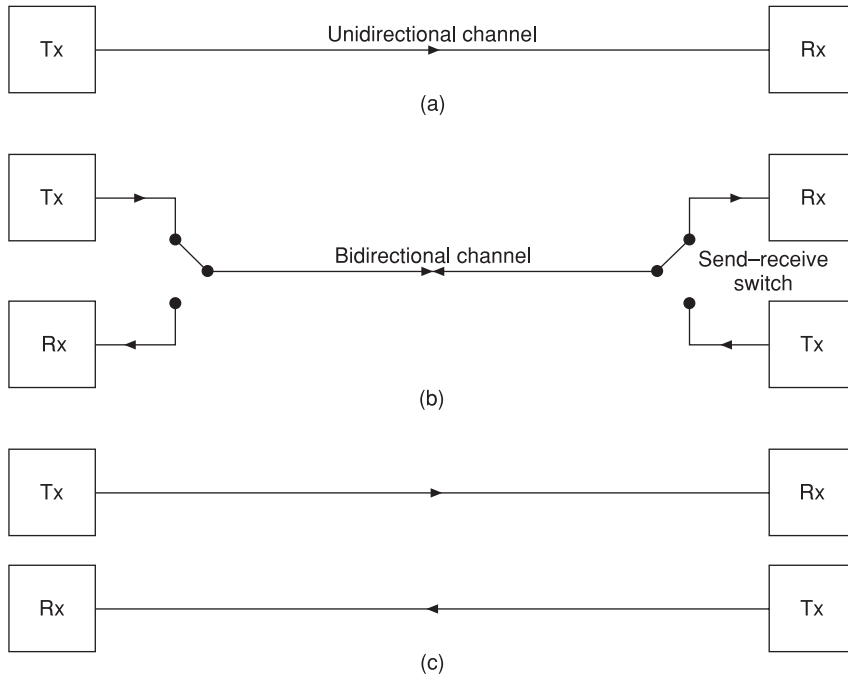 Tx
Unidirectional channel
Rx
(a)
Tx
Rx
Bidirectional channel
Send–receive
switch
Rx
Tx
(b)
Tx
Rx
Rx
Tx
(c)